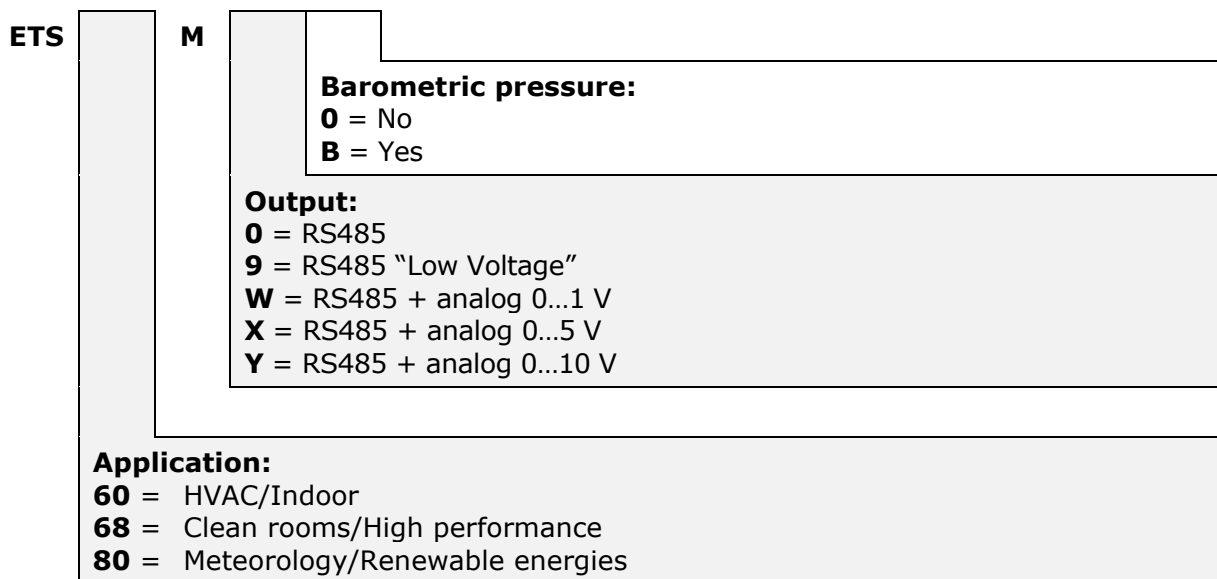 ETS M
Barometric pressure:
0 = No
B = Yes
Output:
0 = RS485
9 = RS485 “Low Voltage”
W = RS485 + analog 0…1 V
X = RS485 + analog 0…5 V
Y = RS485 + analog 0…10 V
Application:
60 = HVAC/Indoor
68 = Clean rooms/High performance
80 = Meteorology/Renewable energies